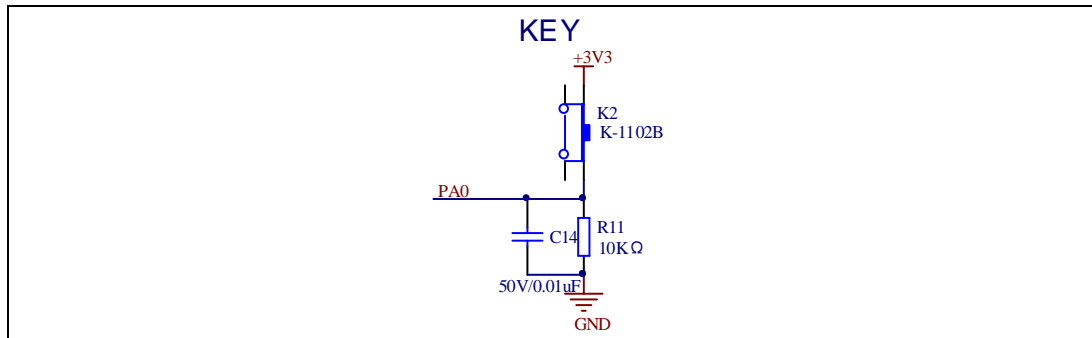 KEY
+3V3
K2
K-1102B
PA0
C14
R11
10KΩ
50V/0.01uF
GND